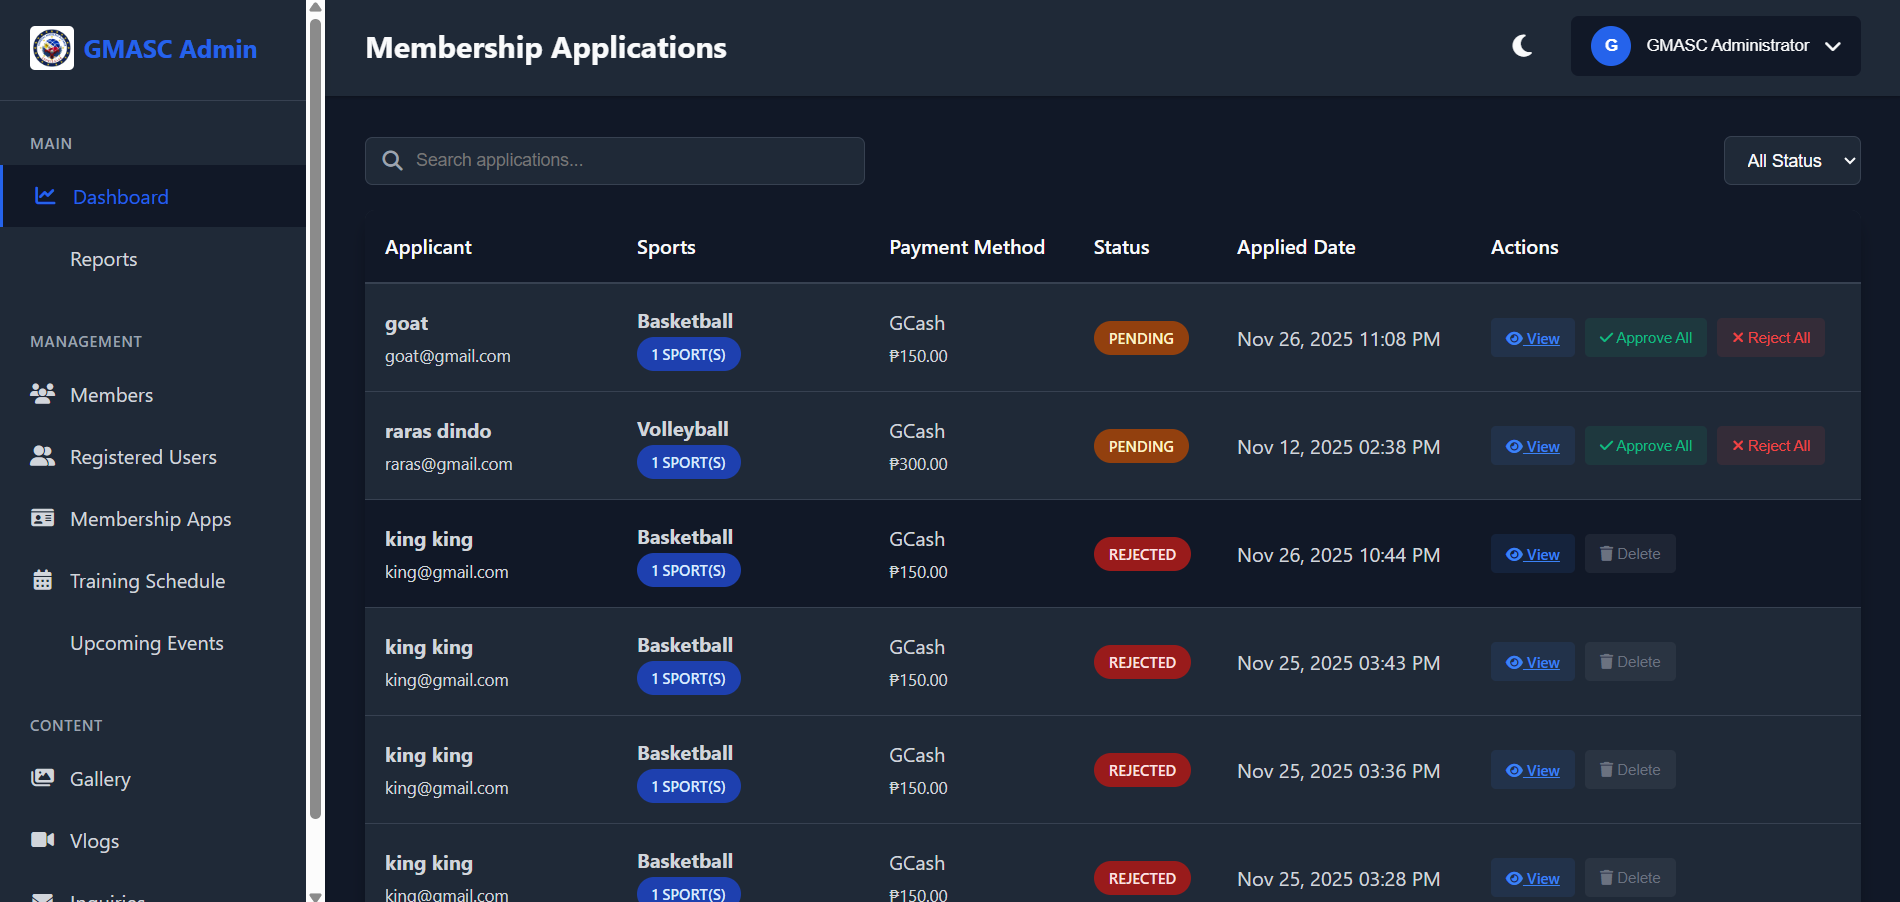 GMASC Admin
MAIN
Dashboard
Reports
MANAGEMENT
Members
Registered Users
Membership Apps
Training Schedule
Upcoming Events
CONTENT
Gallery
Vlogs
Inquiries
Membership Applications
G GMASC Administrator
Search applications...
All Status
Applicant Sports Payment Method Status Applied Date Actions
goat Basketball GCash PENDING Nov 26, 2025 11:08 PM View Approve All Reject All
goat@gmail.com 1 SPORT(S) ₱150.00
raras dindo Volleyball GCash PENDING Nov 12, 2025 02:38 PM View Approve All Reject All
raras@gmail.com 1 SPORT(S) ₱300.00
king king Basketball GCash REJECTED Nov 26, 2025 10:44 PM View Delete
king@gmail.com 1 SPORT(S) ₱150.00
king king Basketball GCash REJECTED Nov 25, 2025 03:43 PM View Delete
king@gmail.com 1 SPORT(S) ₱150.00
king king Basketball GCash REJECTED Nov 25, 2025 03:36 PM View Delete
king@gmail.com 1 SPORT(S) ₱150.00
king king Basketball GCash REJECTED Nov 25, 2025 03:28 PM View Delete
king@gmail.com 1 SPORT(S) ₱150.00